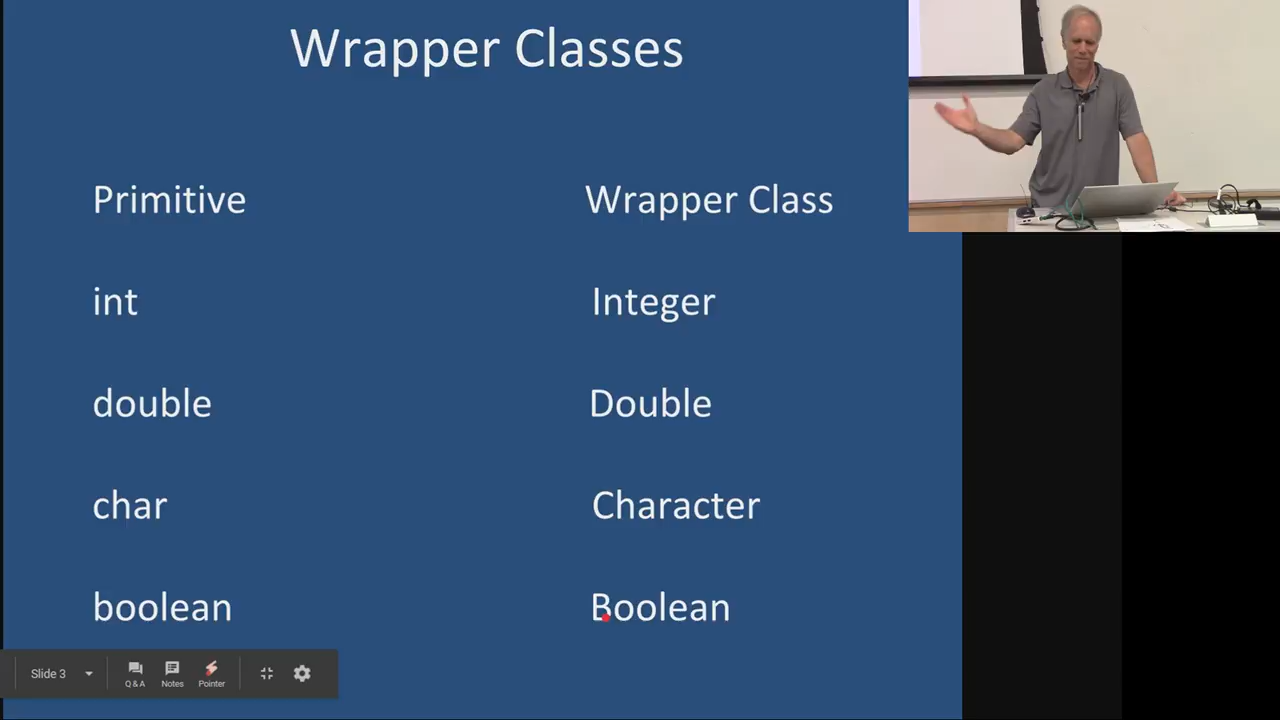 Wrapper Classes
Primitive Wrapper Class
int Integer
double Double
char Character
boolean Boolean
Slide 3 Q & A Notes Pointer